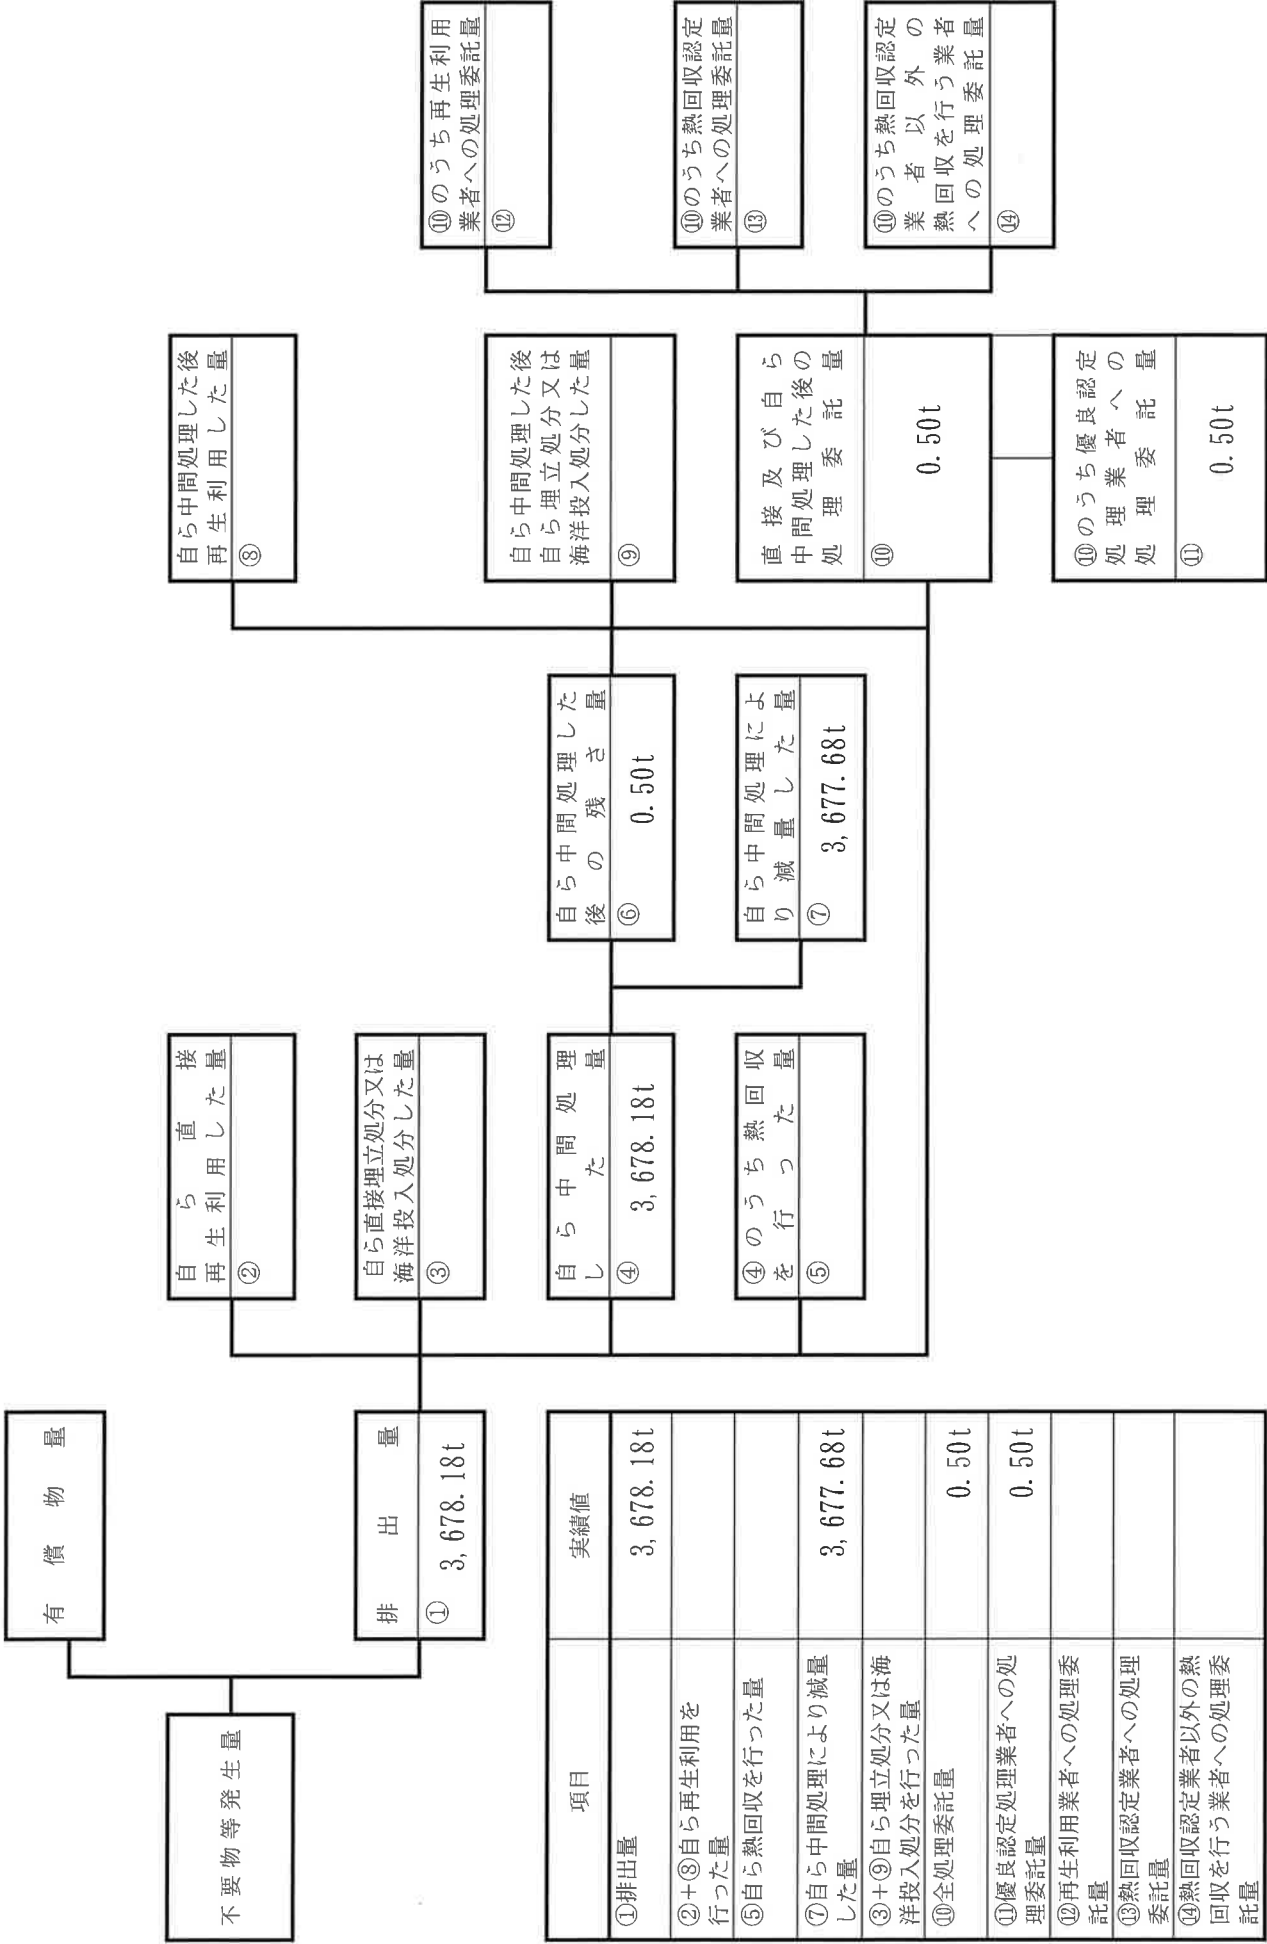 不要物等発生量
有償物量
排出量
① 3,678.18t
自ら直接
再生利用した量
②
自ら直接埋立処分又は
海洋投入処分した量
③
自ら中間処理
した量
④ 3,678.18t
④のうち熱回収
を行った量
⑤
自ら中間処理した
後の残さ量
⑥ 0.50t
自ら中間処理によ
り減量した量
⑦ 3,677.68t
自ら中間処理した後
再生利用した量
⑧
自ら中間処理した後
自ら埋立処分又は
海洋投入処分した量
⑨
直接及び自ら
中間処理した後の
処理委託量
⑩ 0.50t
⑩のうち優良認定
処理業者への
処理委託量
⑪ 0.50t
⑩のうち再生利用
業者への処理委託量
⑫
⑩のうち熱回収認定
業者への処理委託量
⑬
⑩のうち熱回収認定
業者以外の
熱回収を行う業者
への処理委託量
⑭
項目 実績値
①排出量 3,678.18t
②+⑧自ら再生利用を
行った量
⑤自ら熱回収を行った量
⑦自ら中間処理により減量
した量 3,677.68t
③+⑨自ら埋立処分又は海
洋投入処分を行った量
⑩全処理委託量 0.50t
⑪優良認定処理業者への処
理委託量 0.50t
⑫再生利用業者への処理委
託量
⑬熱回収認定業者への処理
委託量
⑭熱回収認定業者以外の熱
回収を行う業者への処理委
託量